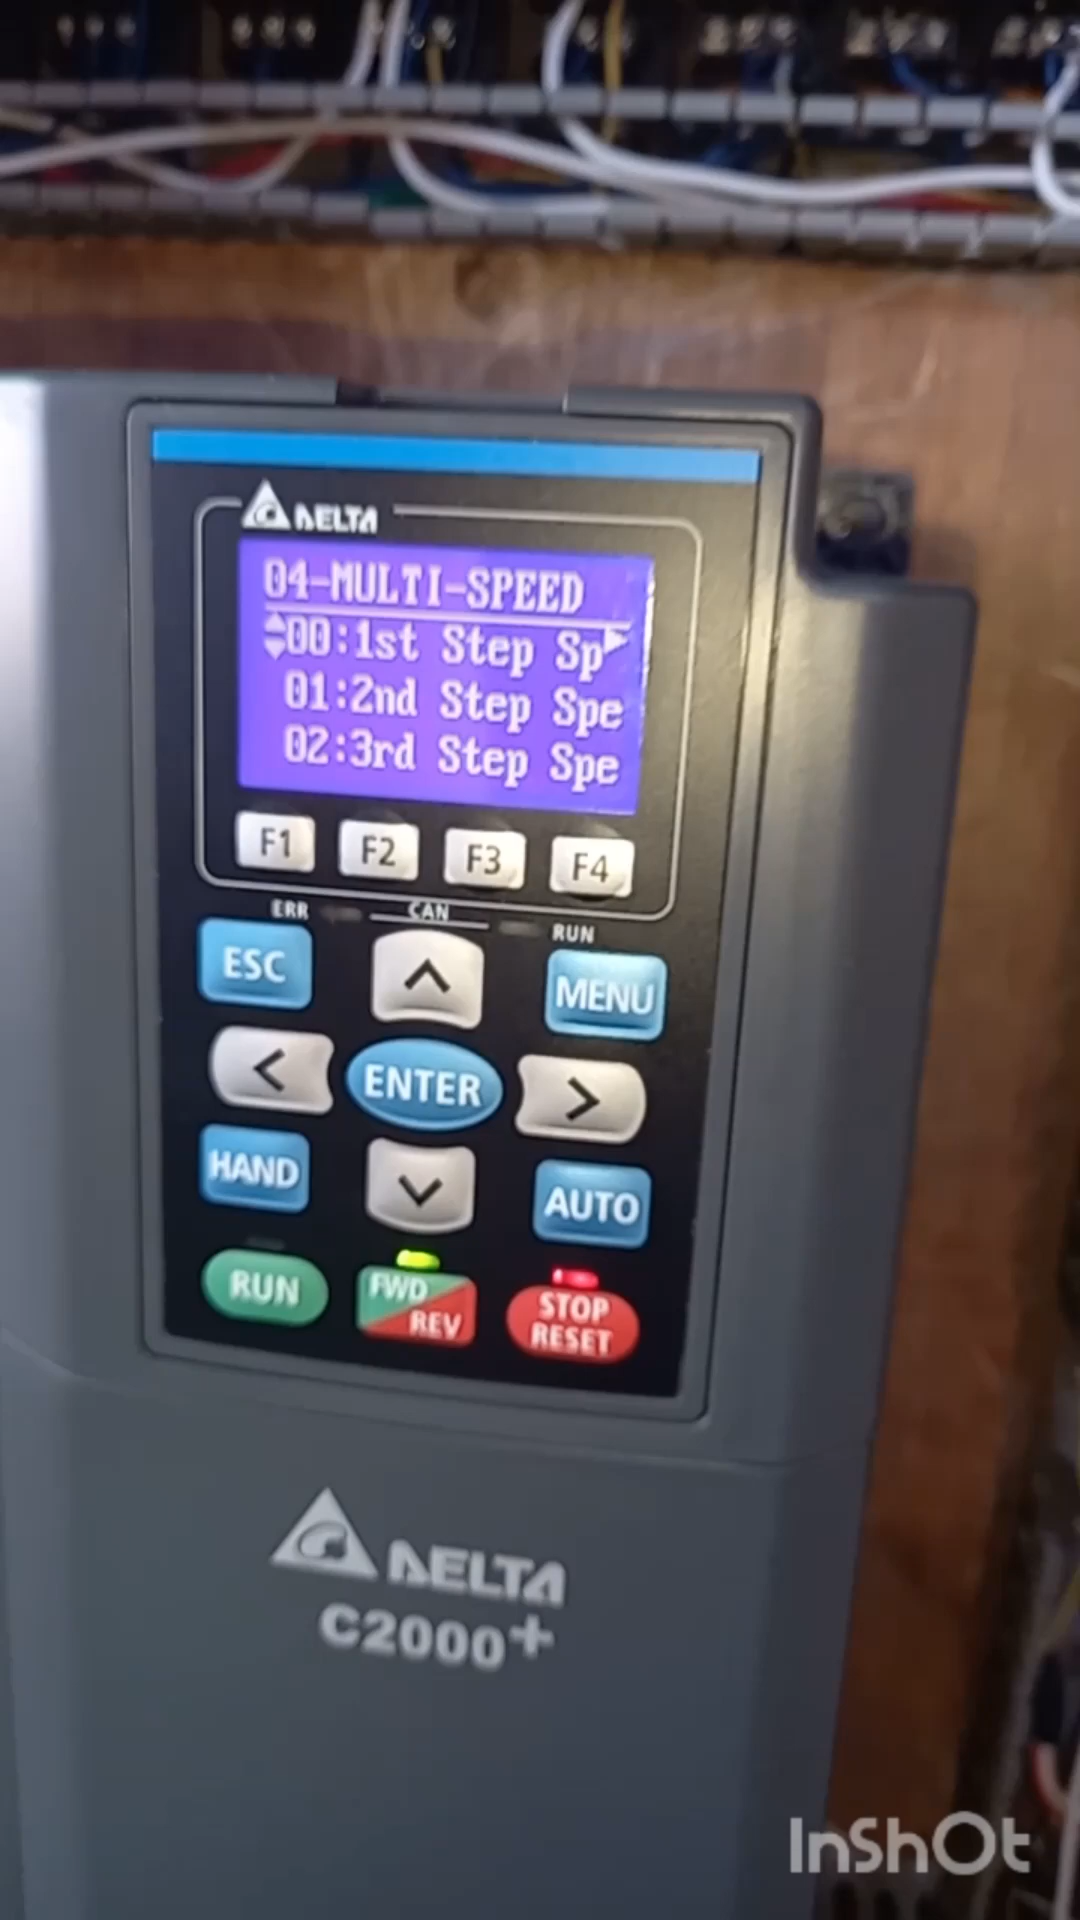 DELTA
04-MULTI-SPEED
00:1st Step Sp
01:2nd Step Spe
02:3rd Step Spe
F1 F2 F3 F4
ERR CAN RUN
ESC MENU
ENTER
HAND AUTO
RUN FWD REV STOP RESET
DELTA
C2000+
InShOt